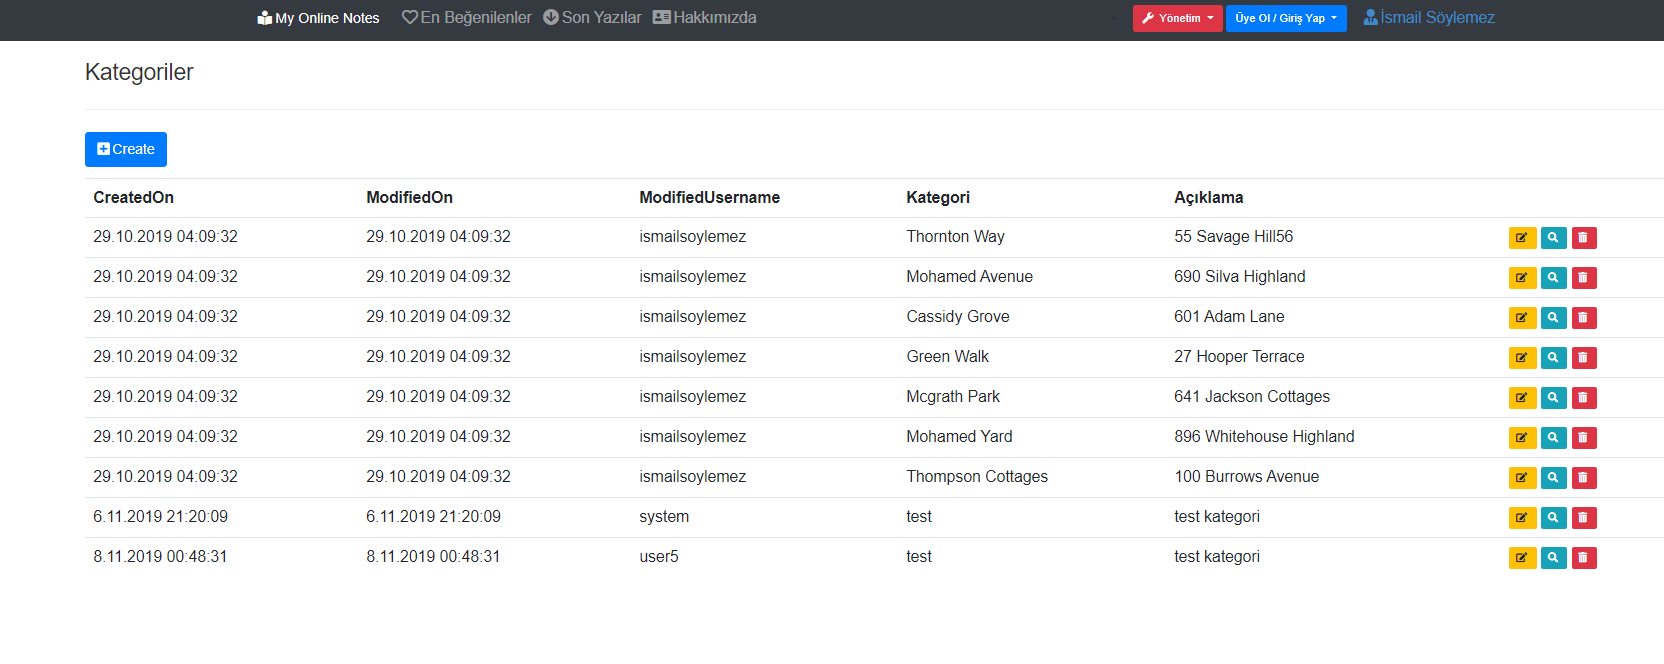 My Online Notes En Beğenilenler Son Yazılar Hakkımızda Yönetim Üye Ol / Giriş Yap İsmail Söylemez
Kategoriler
Create
CreatedOn ModifiedOn ModifiedUsername Kategori Açıklama
29.10.2019 04:09:32 29.10.2019 04:09:32 ismailsoylemez Thornton Way 55 Savage Hill56
29.10.2019 04:09:32 29.10.2019 04:09:32 ismailsoylemez Mohamed Avenue 690 Silva Highland
29.10.2019 04:09:32 29.10.2019 04:09:32 ismailsoylemez Cassidy Grove 601 Adam Lane
29.10.2019 04:09:32 29.10.2019 04:09:32 ismailsoylemez Green Walk 27 Hooper Terrace
29.10.2019 04:09:32 29.10.2019 04:09:32 ismailsoylemez Mcgrath Park 641 Jackson Cottages
29.10.2019 04:09:32 29.10.2019 04:09:32 ismailsoylemez Mohamed Yard 896 Whitehouse Highland
29.10.2019 04:09:32 29.10.2019 04:09:32 ismailsoylemez Thompson Cottages 100 Burrows Avenue
6.11.2019 21:20:09 6.11.2019 21:20:09 system test test kategori
8.11.2019 00:48:31 8.11.2019 00:48:31 user5 test test kategori